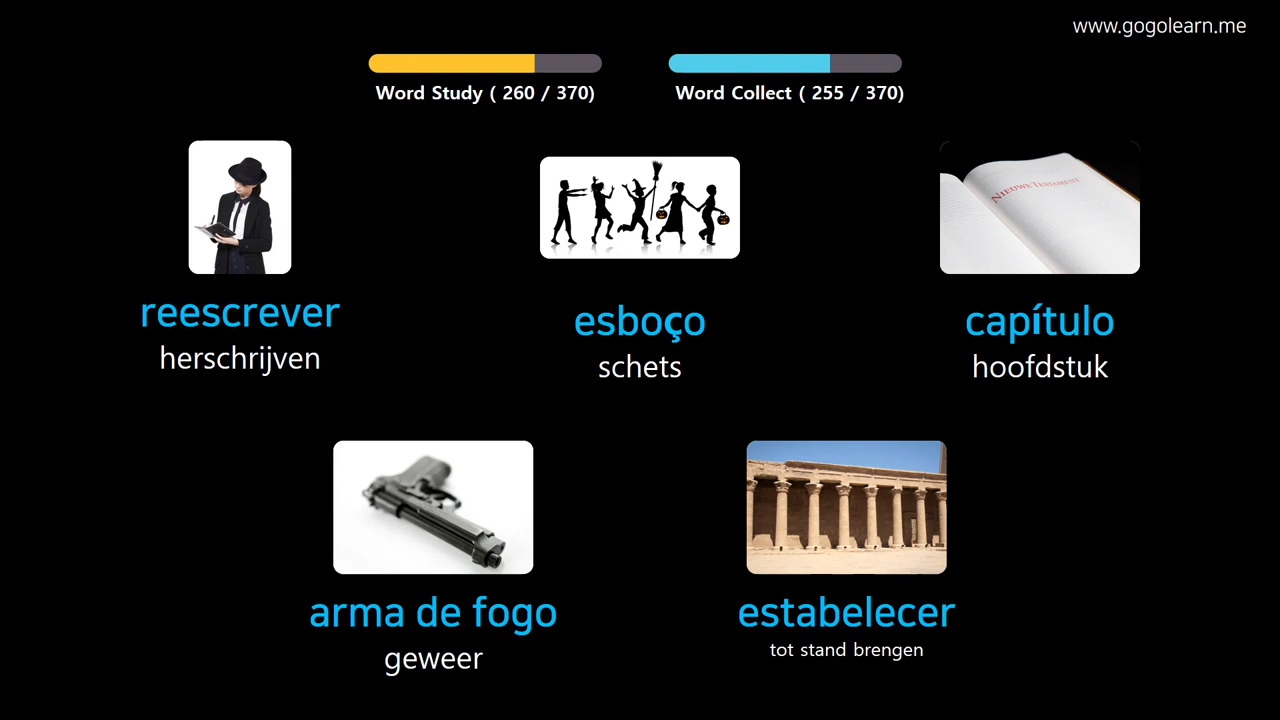 www.gogolearn.me
Word Study ( 260 / 370)
Word Collect ( 255 / 370)
NIEUWE TESTAMENT
reescrever
herschrijven
esboço
schets
capítulo
hoofdstuk
arma de fogo
geweer
estabelecer
tot stand brengen